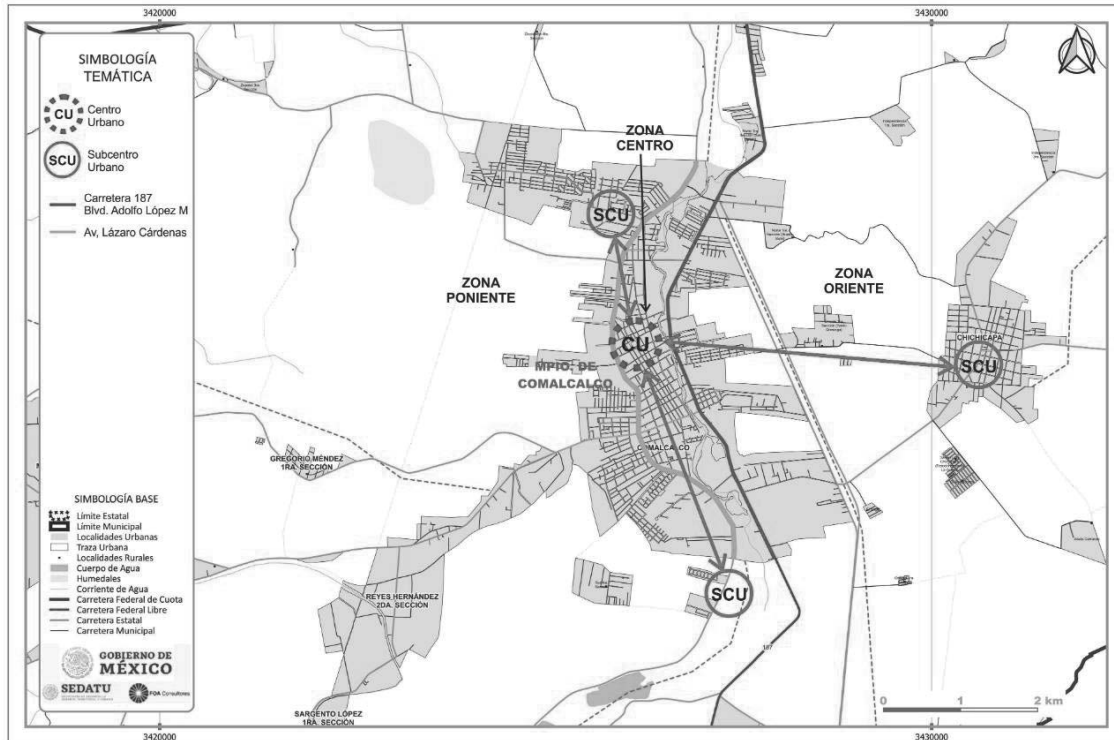 3420000
3430000
SIMBOLOGÍA
TEMÁTICA
CU
Centro
Urbano
SCU
Subcentro
Urbano
Carretera 187
Blvd. Adolfo López M
Av, Lázaro Cárdenas
ZONA
CENTRO
SCU
ZONA
PONIENTE
ZONA
ORIENTE
CU
CHICHICAPA
SCU
MPIO. DE
COMALCALCO
COMALCALCO
GREGORIO MÉNDEZ
1RA. SECCIÓN
SIMBOLOGÍA BASE
Límite Estatal
Límite Municipal
Localidades Urbanas
Traza Urbana
Localidades Rurales
Cuerpo de Agua
Humedales
Corriente de Agua
Carretera Federal de Cuota
Carretera Federal Libre
Carretera Estatal
Carretera Municipal
REYES HERNÁNDEZ
2DA. SECCIÓN
SCU
187
GOBIERNO DE
MÉXICO
SEDATU
FOA Consultores
SARGENTO LÓPEZ
1RA. SECCIÓN
0 1 2 km
3420000
3430000